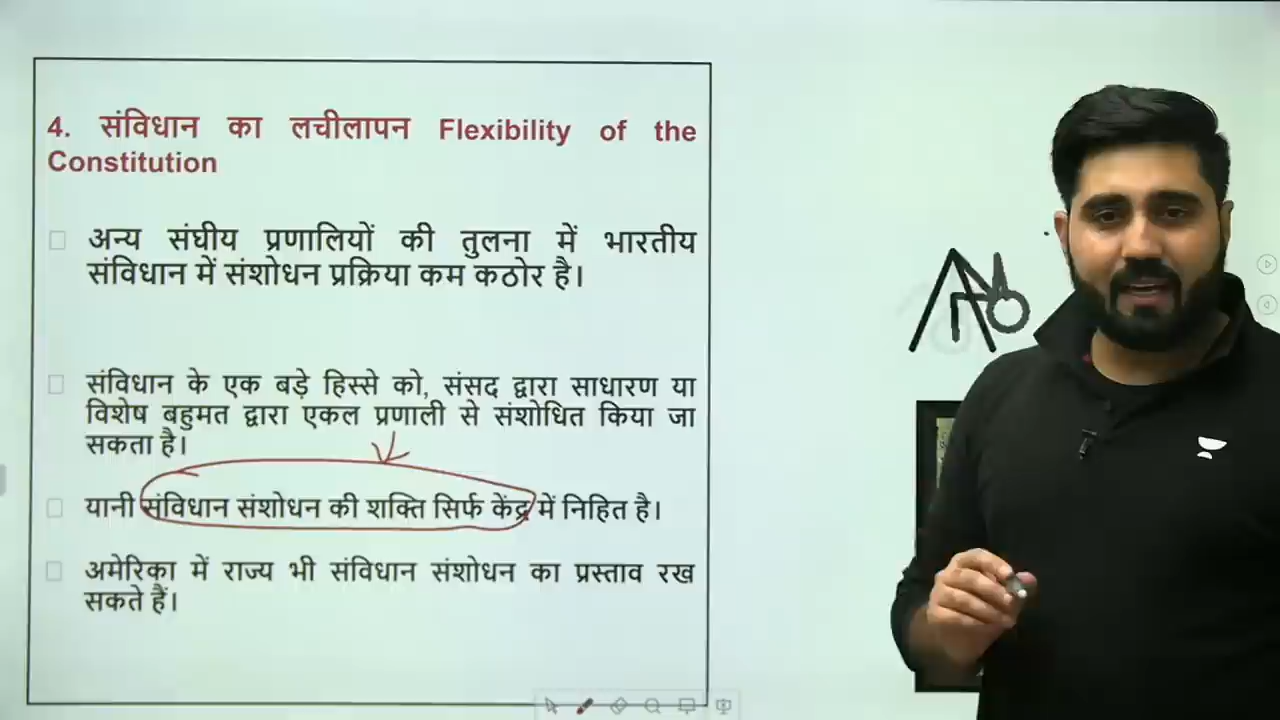 4. संविधान का लचीलापन Flexibility of the
Constitution
अन्य संघीय प्रणालियों की तुलना में भारतीय
संविधान में संशोधन प्रक्रिया कम कठोर है।
संविधान के एक बड़े हिस्से को, संसद द्वारा साधारण या
विशेष बहुमत द्वारा एकल प्रणाली से संशोधित किया जा
सकता है।
यानी संविधान संशोधन की शक्ति सिर्फ केंद्र में निहित है।
अमेरिका में राज्य भी संविधान संशोधन का प्रस्ताव रख
सकते हैं।